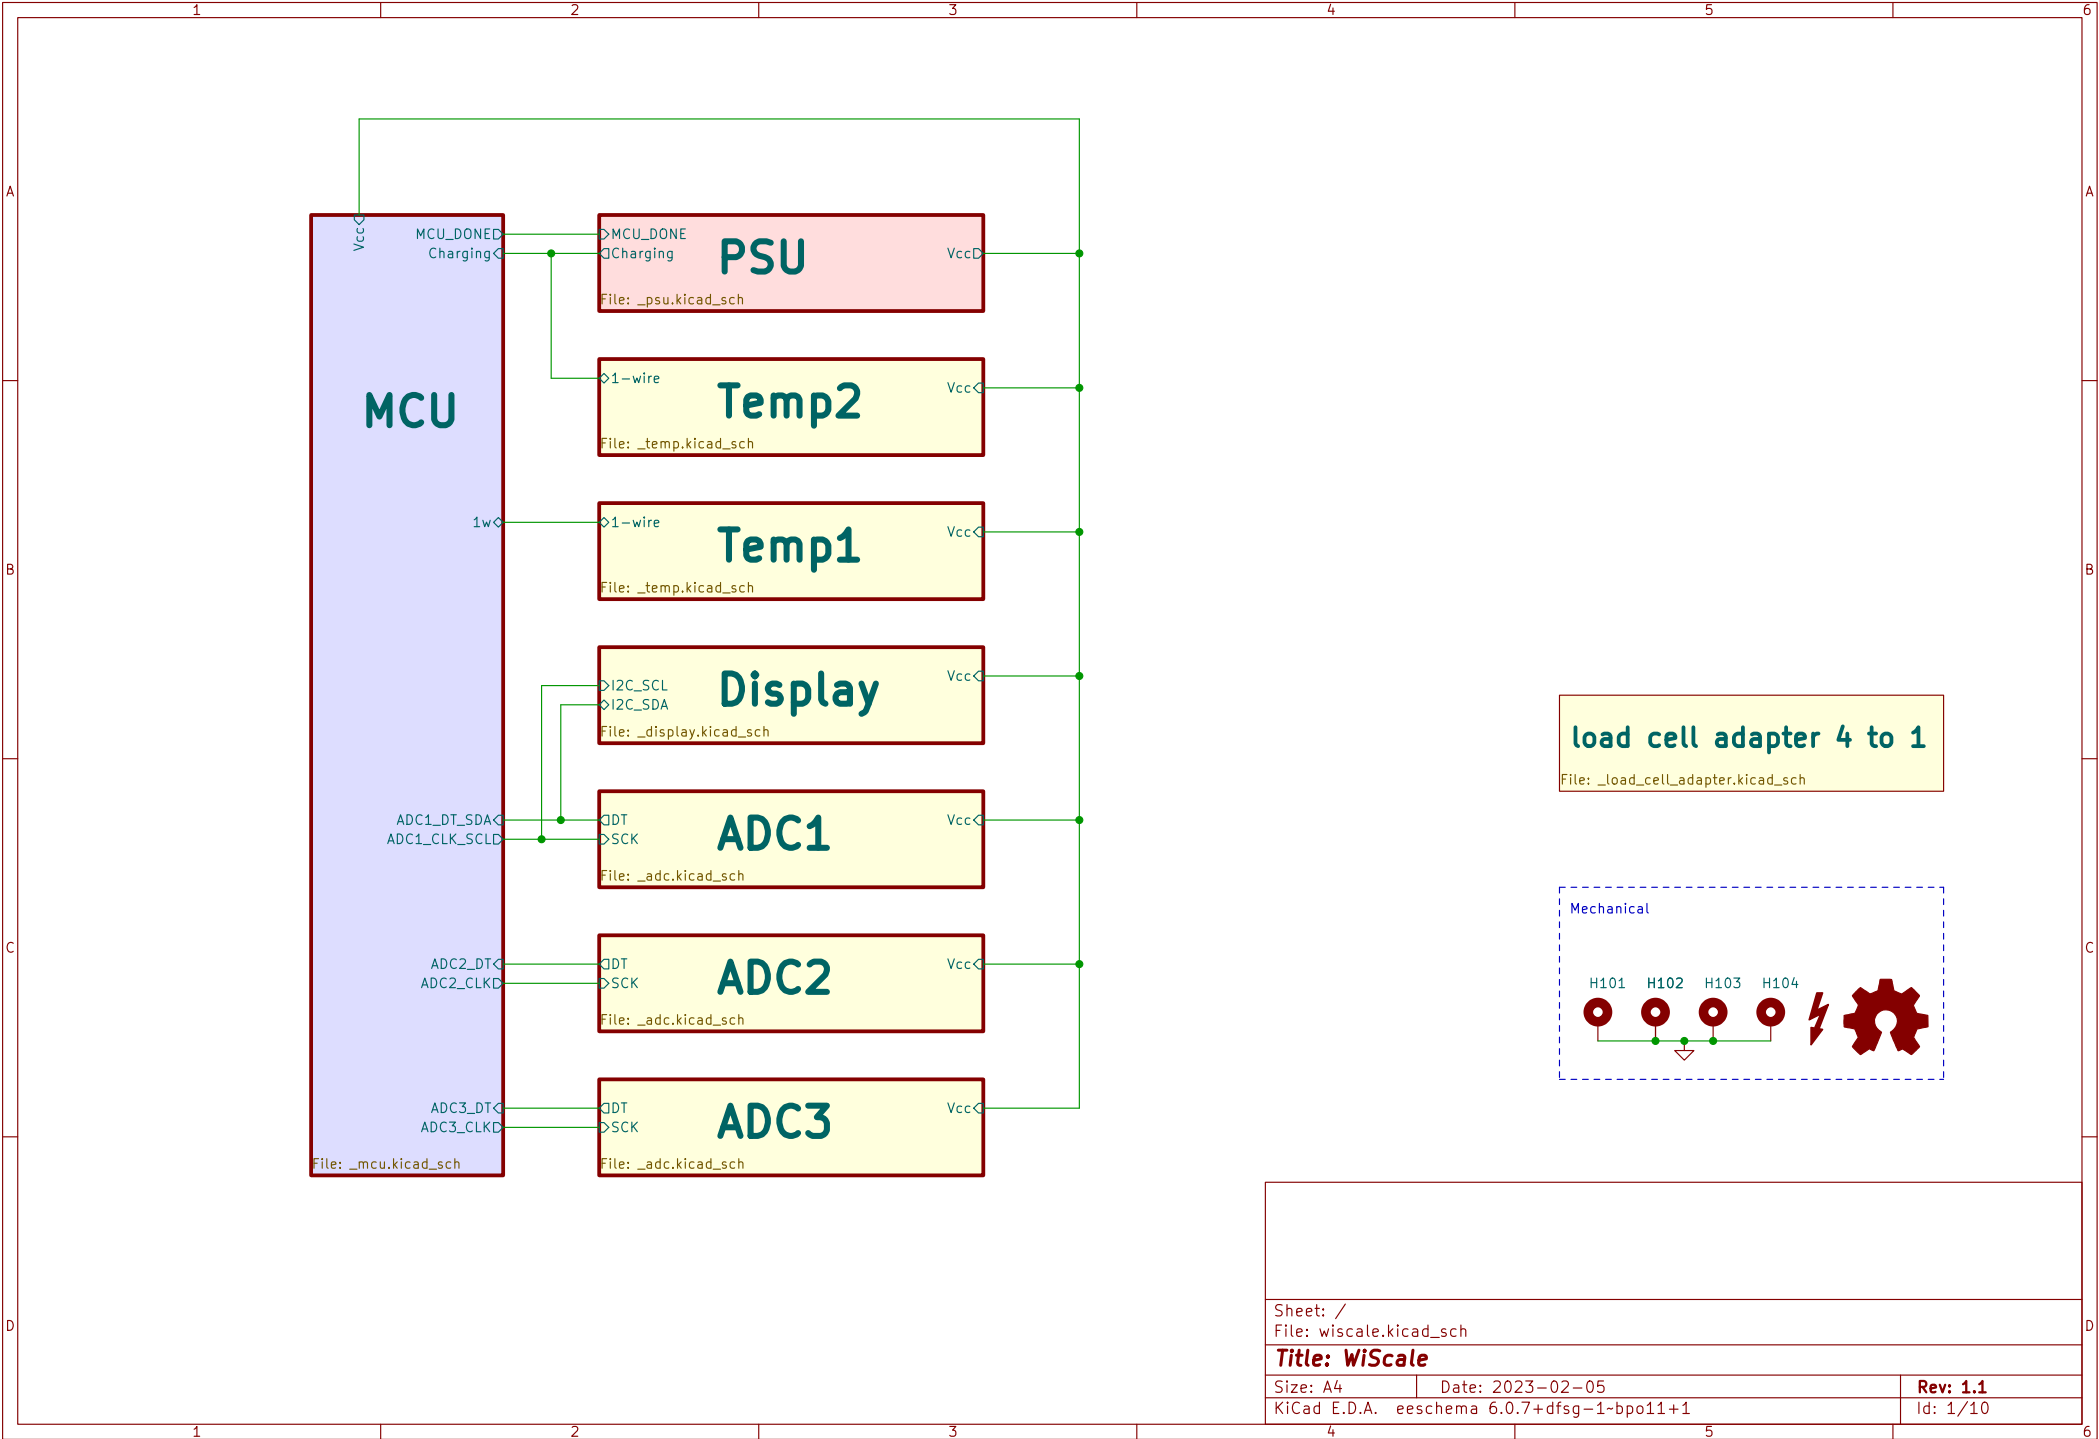 1 2 3 4 5 6
A A
B B
C C
D D
MCU
Vcc
MCU_DONE
Charging
1w
ADC1_DT_SDA
ADC1_CLK_SCL
ADC2_DT
ADC2_CLK
ADC3_DT
ADC3_CLK
File: _mcu.kicad_sch
PSU
MCU_DONE
Charging
Vcc
File: _psu.kicad_sch
Temp2
1-wire
Vcc
File: _temp.kicad_sch
Temp1
1-wire
Vcc
File: _temp.kicad_sch
Display
I2C_SCL
I2C_SDA
Vcc
File: _display.kicad_sch
ADC1
DT
SCK
Vcc
File: _adc.kicad_sch
ADC2
DT
SCK
Vcc
File: _adc.kicad_sch
ADC3
DT
SCK
Vcc
File: _adc.kicad_sch
load cell adapter 4 to 1
File: _load_cell_adapter.kicad_sch
Mechanical
H101 H102 H103 H104
Sheet: /
File: wiscale.kicad_sch
Title: WiScale
Size: A4 Date: 2023-02-05 Rev: 1.1
KiCad E.D.A. eeschema 6.0.7+dfsg-1~bpo11+1 Id: 1/10
1 2 3 4 5 6